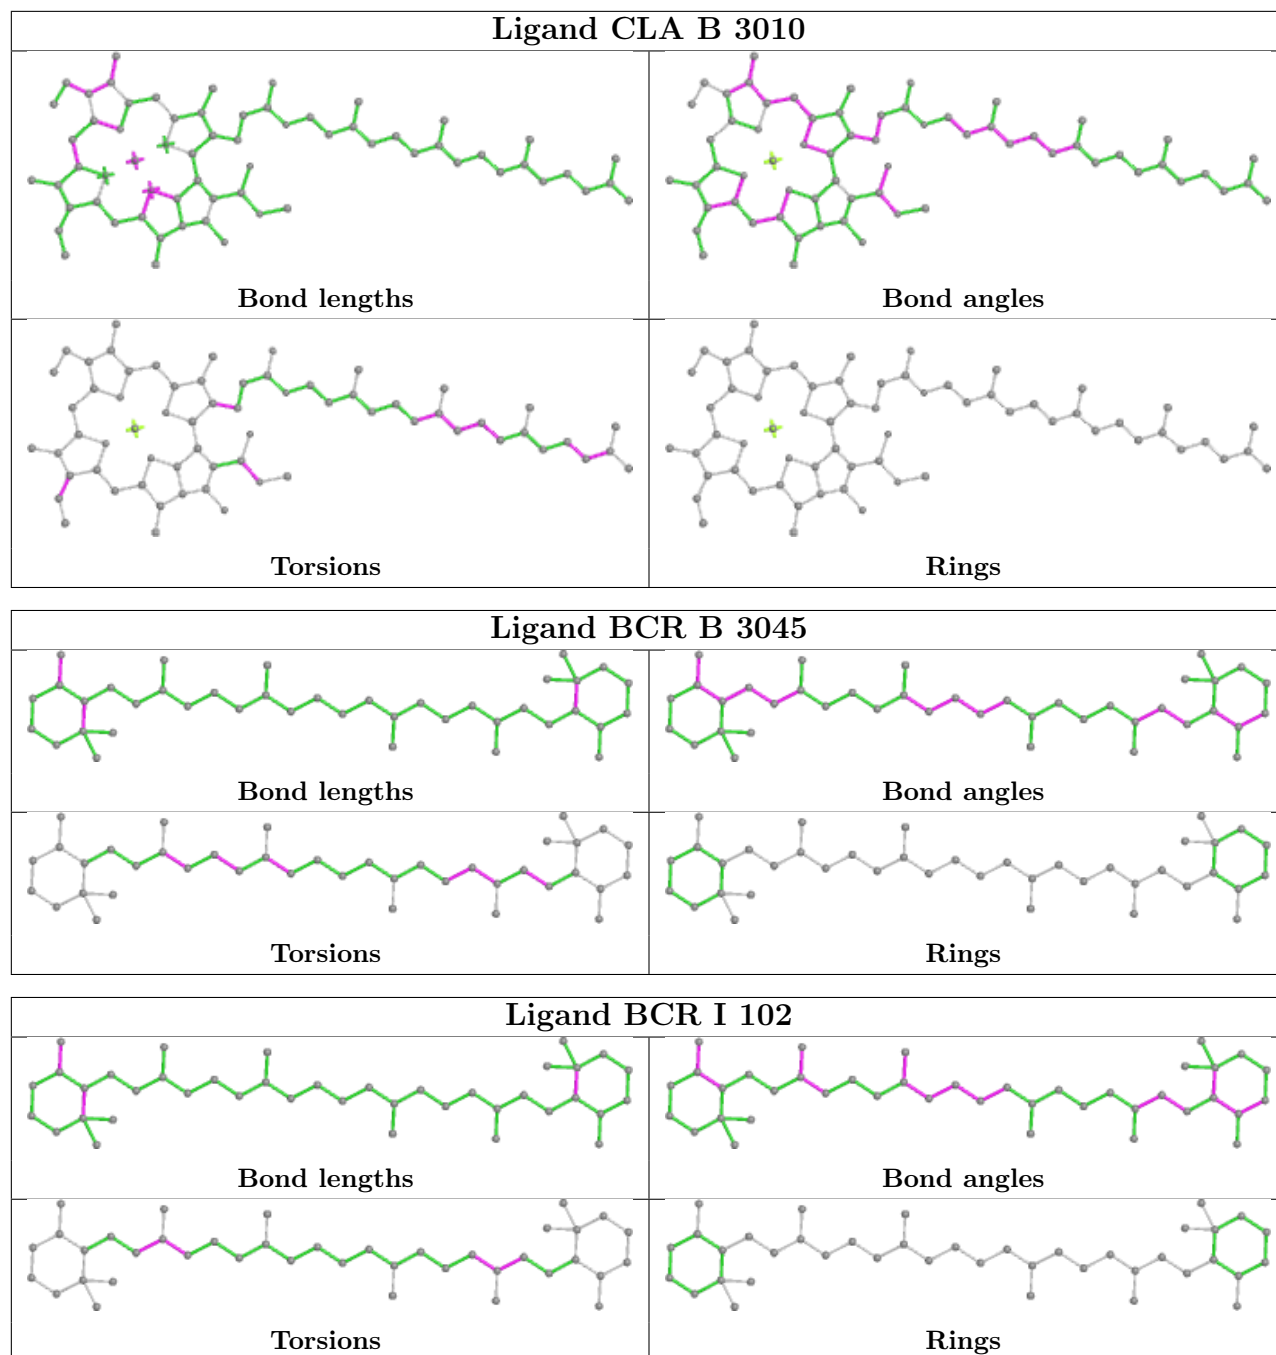 Ligand CLA B 3010
Bond lengths
Bond angles
Torsions
Rings
Ligand BCR B 3045
Bond lengths
Bond angles
Torsions
Rings
Ligand BCR I 102
Bond lengths
Bond angles
Torsions
Rings